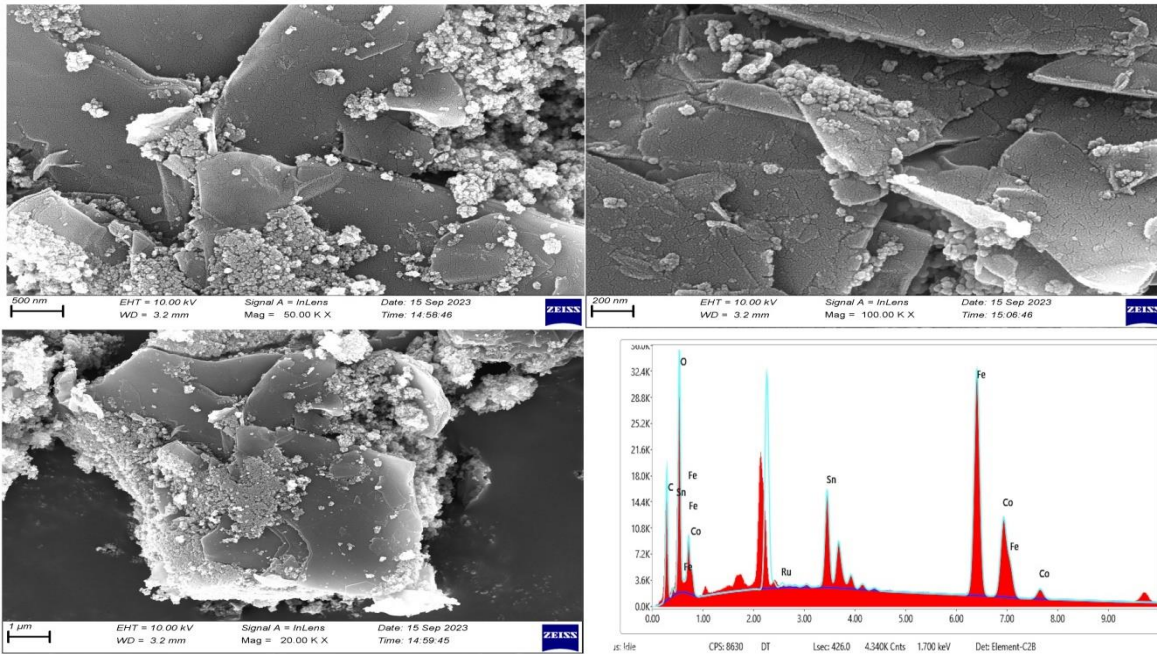 500 nm
EHT = 10.00 kV Signal A = InLens Date: 15 Sep 2023
WD = 3.2 mm Mag = 50.00 K X Time: 14:58:46
ZEISS
200 nm
EHT = 10.00 kV Signal A = InLens Date: 15 Sep 2023
WD = 3.2 mm Mag = 100.00 K X Time: 15:06:46
ZEISS
1 µm
EHT = 10.00 kV Signal A = InLens Date: 15 Sep 2023
WD = 3.2 mm Mag = 20.00 K X Time: 14:59:45
ZEISS
32.4K
28.8K
25.2K
21.6K
18.0K
14.4K
10.8K
7.2K
3.6K
0.0K
O
Fe
Fe
C
Sn
Fe
Co
Fe
Ru
Sn
Co
Fe
Co
0.00 1.00 2.00 3.00 4.00 5.00 6.00 7.00 8.00 9.00
Idle CPS: 8630 DT Lsec: 426.0 4.340K Cnts 1.700 keV Det: Element-C2B